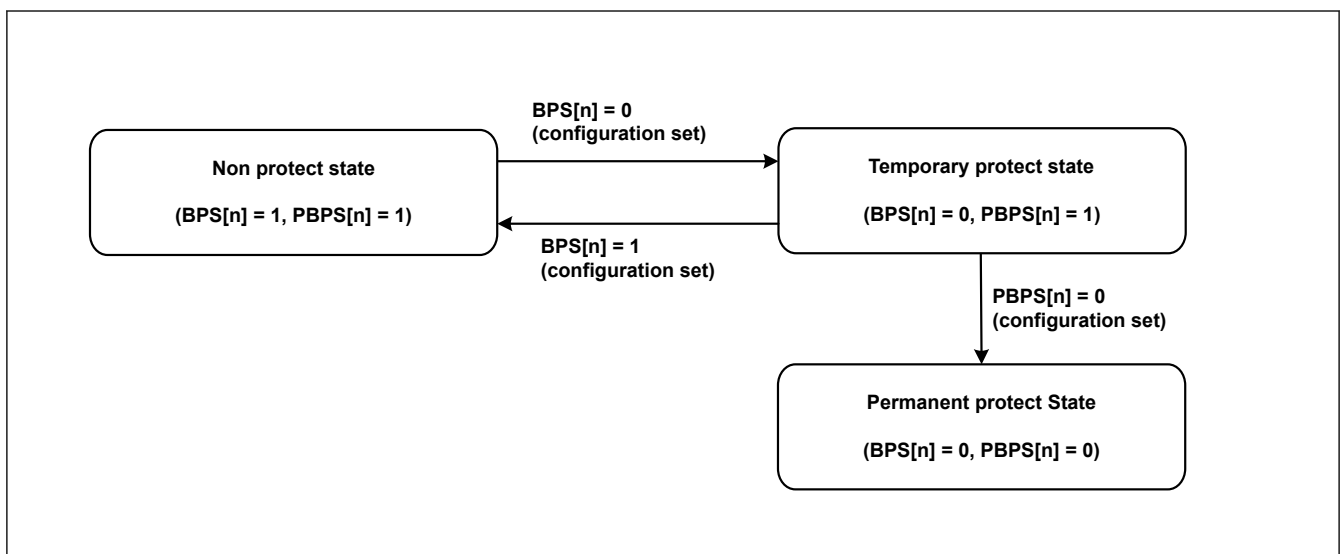 BPS[n] = 0
(configuration set)
Non protect state
(BPS[n] = 1, PBPS[n] = 1)
Temporary protect state
(BPS[n] = 0, PBPS[n] = 1)
BPS[n] = 1
(configuration set)
PBPS[n] = 0
(configuration set)
Permanent protect State
(BPS[n] = 0, PBPS[n] = 0)